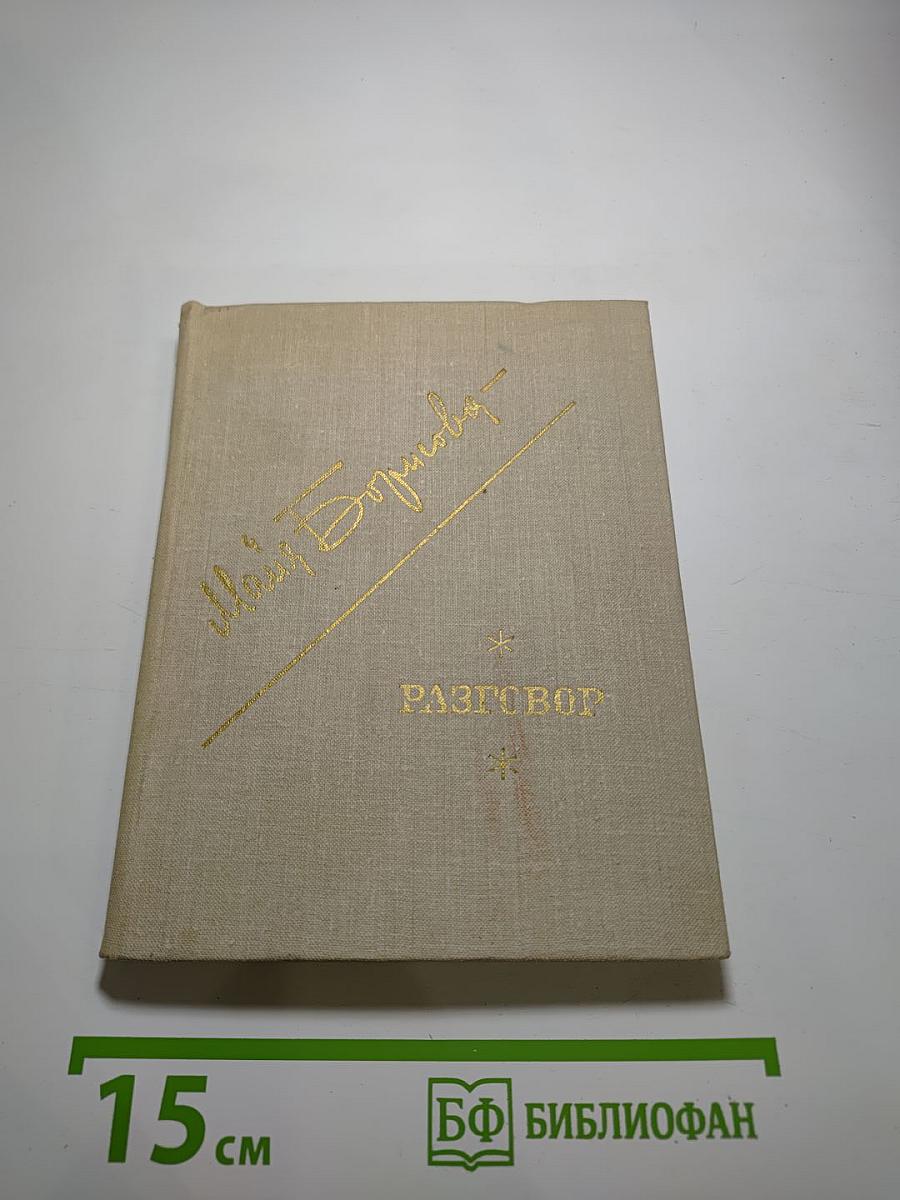 Майя Борисова
РАЗГОВОР
15 см
БФ БИБЛИОФАН